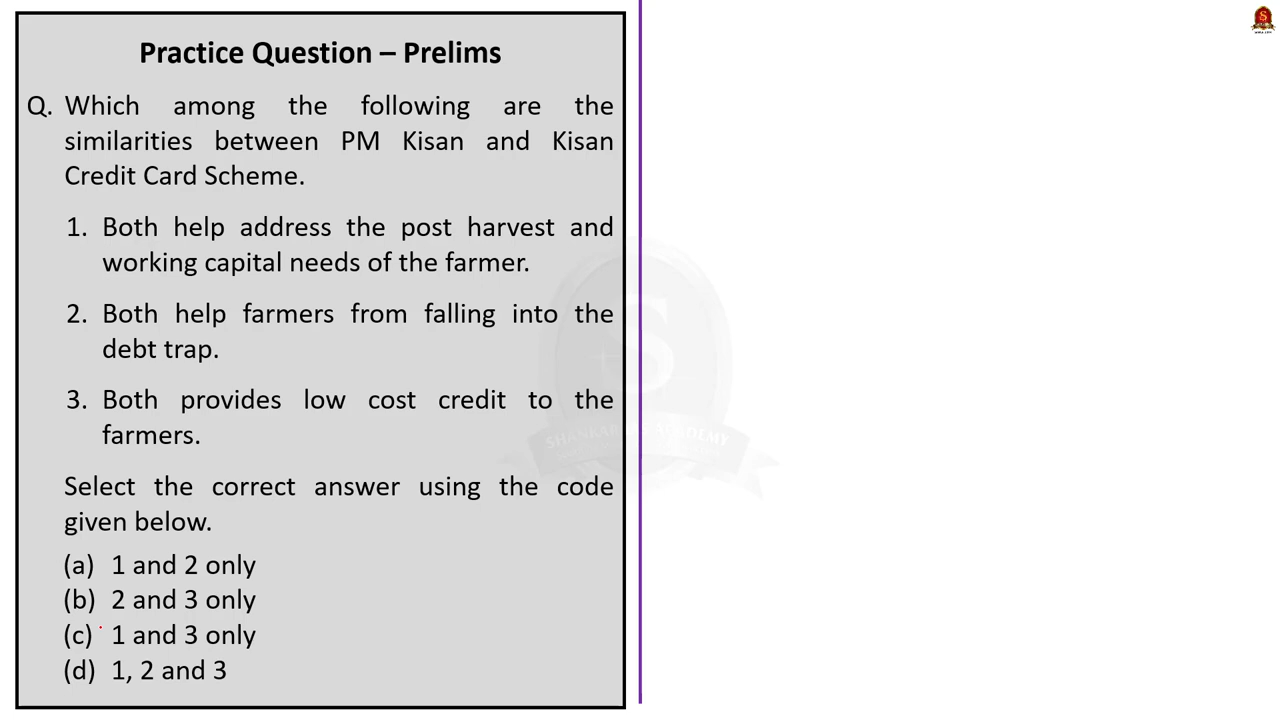 Practice Question – Prelims
Q. Which among the following are the
similarities between PM Kisan and Kisan
Credit Card Scheme.
1. Both help address the post harvest and
working capital needs of the farmer.
2. Both help farmers from falling into the
debt trap.
3. Both provides low cost credit to the
farmers.
Select the correct answer using the code
given below.
(a) 1 and 2 only
(b) 2 and 3 only
(c) 1 and 3 only
(d) 1, 2 and 3